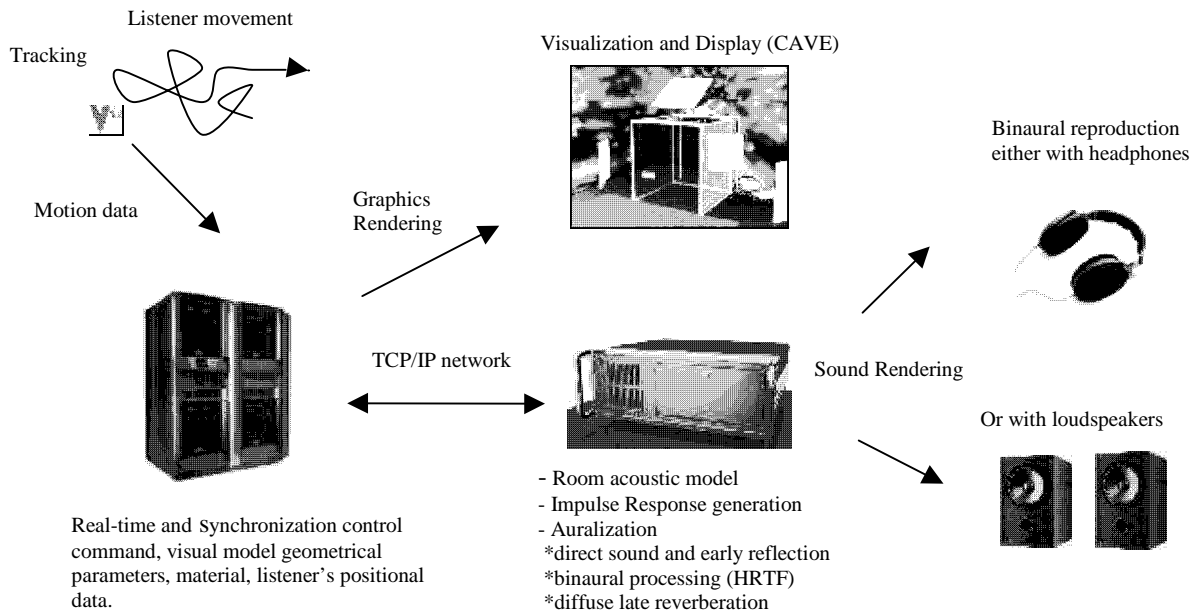 Listener movement
Tracking
Visualization and Display (CAVE)
Binaural reproduction
either with headphones
Motion data
Graphics
Rendering
TCP/IP network
Sound Rendering
Or with loudspeakers
- Room acoustic model
- Impulse Response generation
- Auralization
*direct sound and early reflection
*binaural processing (HRTF)
*diffuse late reverberation
Real-time and Synchronization control
command, visual model geometrical
parameters, material, listener's positional
data.